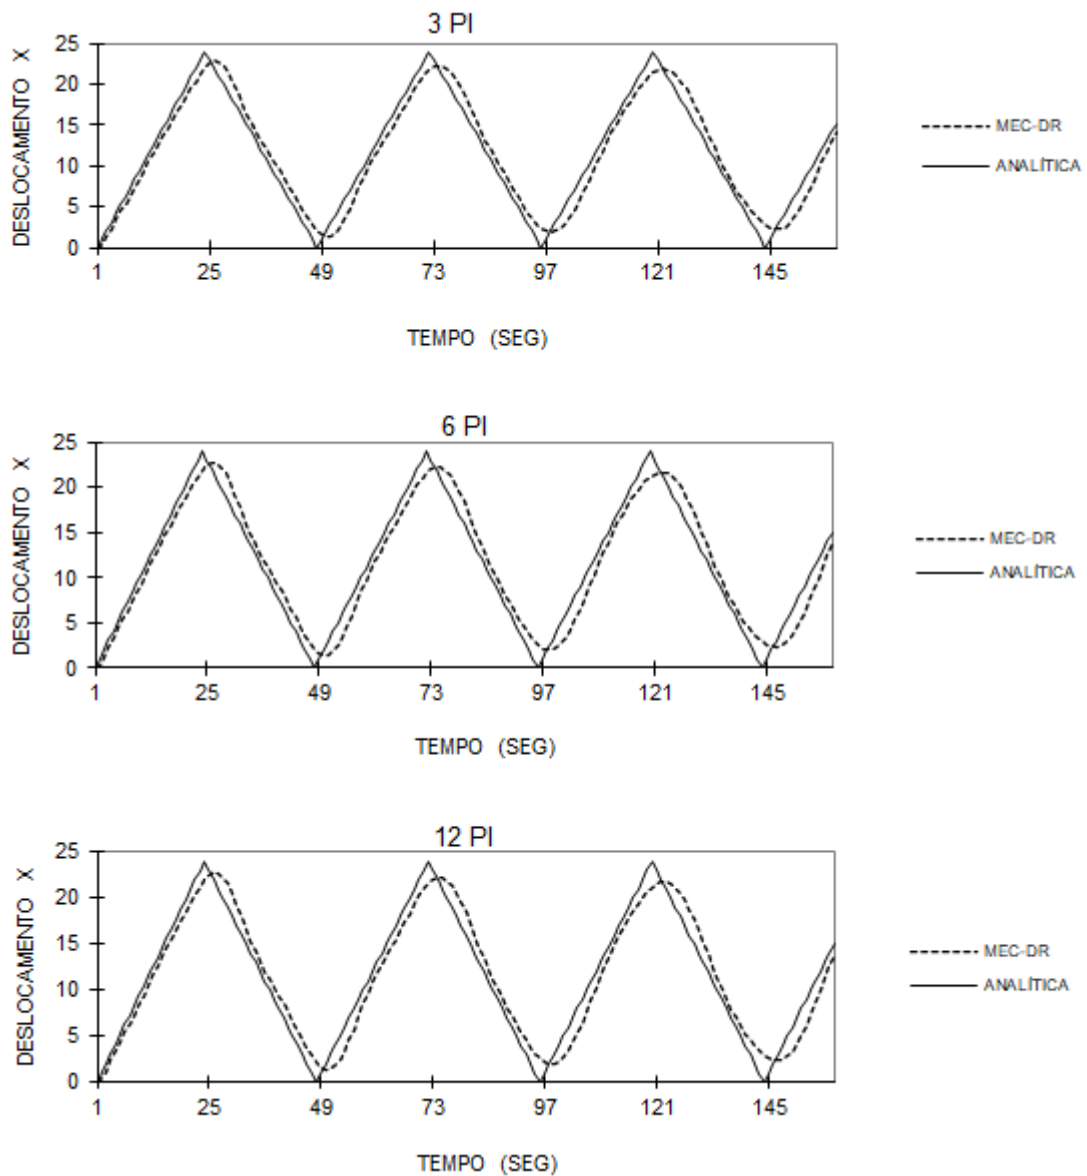 3 PI
DESLOCAMENTO X
25
20
15
10
5
0
1 25 49 73 97 121 145
TEMPO (SEG)
MEC-DR
ANALÍTICA
6 PI
DESLOCAMENTO X
25
20
15
10
5
0
1 25 49 73 97 121 145
TEMPO (SEG)
MEC-DR
ANALÍTICA
12 PI
DESLOCAMENTO X
25
20
15
10
5
0
1 25 49 73 97 121 145
TEMPO (SEG)
MEC-DR
ANALÍTICA